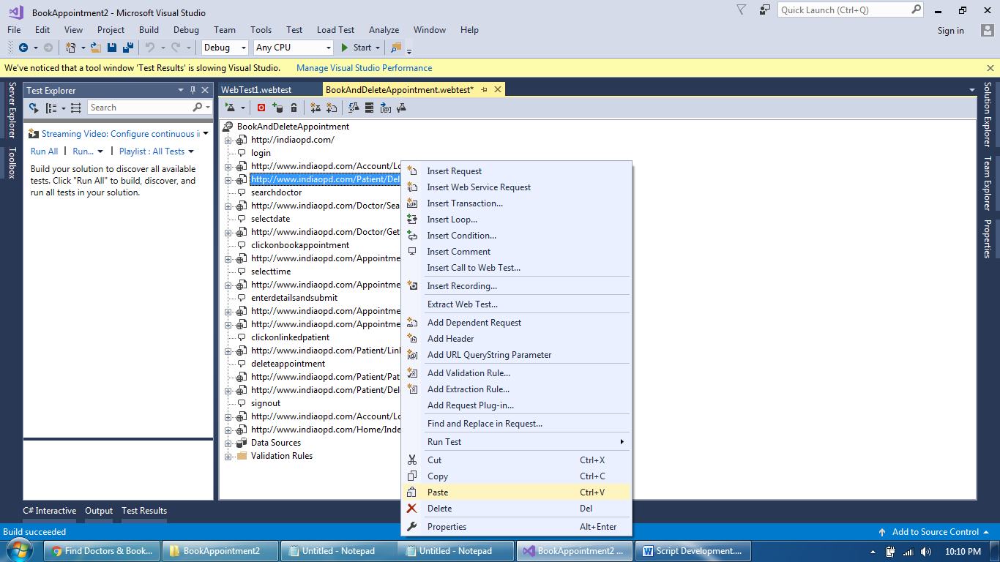 BookAppointment2 - Microsoft Visual Studio
Quick Launch (Ctrl+Q)
File Edit View Project Build Debug Team Tools Test Load Test Analyze Window Help
Sign in
Debug Any CPU Start
We've noticed that a tool window 'Test Results' is slowing Visual Studio. Manage Visual Studio Performance
Server Explorer
Toolbox
Test Explorer
Search
Streaming Video: Configure continuous i
Run All | Run... | Playlist : All Tests
Build your solution to discover all available
tests. Click "Run All" to build, discover, and
run all tests in your solution.
WebTest1.webtest BookAndDeleteAppointment.webtest*
BookAndDeleteAppointment
http://indiaopd.com/
login
http://www.indiaopd.com/Account/Lo
http://www.indiaopd.com/Patient/Del
searchdoctor
http://www.indiaopd.com/Doctor/Sea
selectdate
http://www.indiaopd.com/Doctor/Get
clickonbookappointment
http://www.indiaopd.com/Appointme
selecttime
http://www.indiaopd.com/Appointme
enterdetailsandsubmit
http://www.indiaopd.com/Appointme
http://www.indiaopd.com/Appointme
clickonlinkedpatient
http://www.indiaopd.com/Patient/Lin
deleteappointment
http://www.indiaopd.com/Patient/Pat
http://www.indiaopd.com/Patient/Del
signout
http://www.indiaopd.com/Account/Lo
http://www.indiaopd.com/Home/Inde
Data Sources
Validation Rules
Insert Request
Insert Web Service Request
Insert Transaction...
Insert Loop...
Insert Condition...
Insert Comment
Insert Call to Web Test...
Insert Recording...
Extract Web Test...
Add Dependent Request
Add Header
Add URL QueryString Parameter
Add Validation Rule...
Add Extraction Rule...
Add Request Plug-in...
Find and Replace in Request...
Run Test
Cut Ctrl+X
Copy Ctrl+C
Paste Ctrl+V
Delete Del
Properties Alt+Enter
Solution Explorer
Team Explorer
Properties
C# Interactive Output Test Results
Build succeeded
Add to Source Control
Find Doctors & Book... BookAppointment2 Untitled - Notepad Untitled - Notepad BookAppointment2 ... Script Development....
10:10 PM